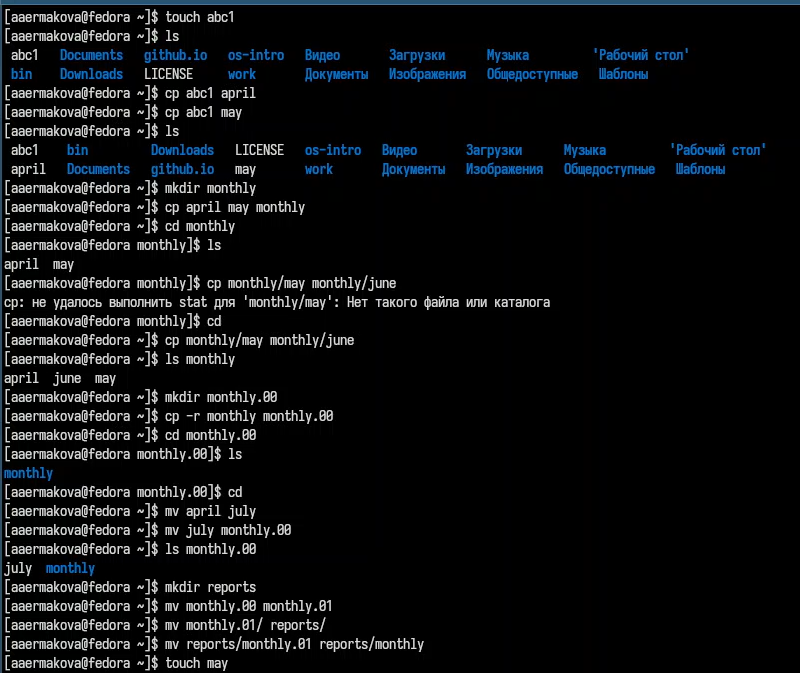 [aaermakova@fedora ~]$ touch abc1
[aaermakova@fedora ~]$ ls
abc1 Documents github.io os-intro Видео Загрузки Музыка 'Рабочий стол'
bin Downloads LICENSE work Документы Изображения Общедоступные Шаблоны
[aaermakova@fedora ~]$ cp abc1 april
[aaermakova@fedora ~]$ cp abc1 may
[aaermakova@fedora ~]$ ls
abc1 bin Downloads LICENSE os-intro Видео Загрузки Музыка 'Рабочий стол'
april Documents github.io may work Документы Изображения Общедоступные Шаблоны
[aaermakova@fedora ~]$ mkdir monthly
[aaermakova@fedora ~]$ cp april may monthly
[aaermakova@fedora ~]$ cd monthly
[aaermakova@fedora monthly]$ ls
april may
[aaermakova@fedora monthly]$ cp monthly/may monthly/june
cp: не удалось выполнить stat для 'monthly/may': Нет такого файла или каталога
[aaermakova@fedora monthly]$ cd
[aaermakova@fedora ~]$ cp monthly/may monthly/june
[aaermakova@fedora ~]$ ls monthly
april june may
[aaermakova@fedora ~]$ mkdir monthly.00
[aaermakova@fedora ~]$ cp -r monthly monthly.00
[aaermakova@fedora ~]$ cd monthly.00
[aaermakova@fedora monthly.00]$ ls
monthly
[aaermakova@fedora monthly.00]$ cd
[aaermakova@fedora ~]$ mv april july
[aaermakova@fedora ~]$ mv july monthly.00
[aaermakova@fedora ~]$ ls monthly.00
july monthly
[aaermakova@fedora ~]$ mkdir reports
[aaermakova@fedora ~]$ mv monthly.00 monthly.01
[aaermakova@fedora ~]$ mv monthly.01/ reports/
[aaermakova@fedora ~]$ mv reports/monthly.01 reports/monthly
[aaermakova@fedora ~]$ touch may